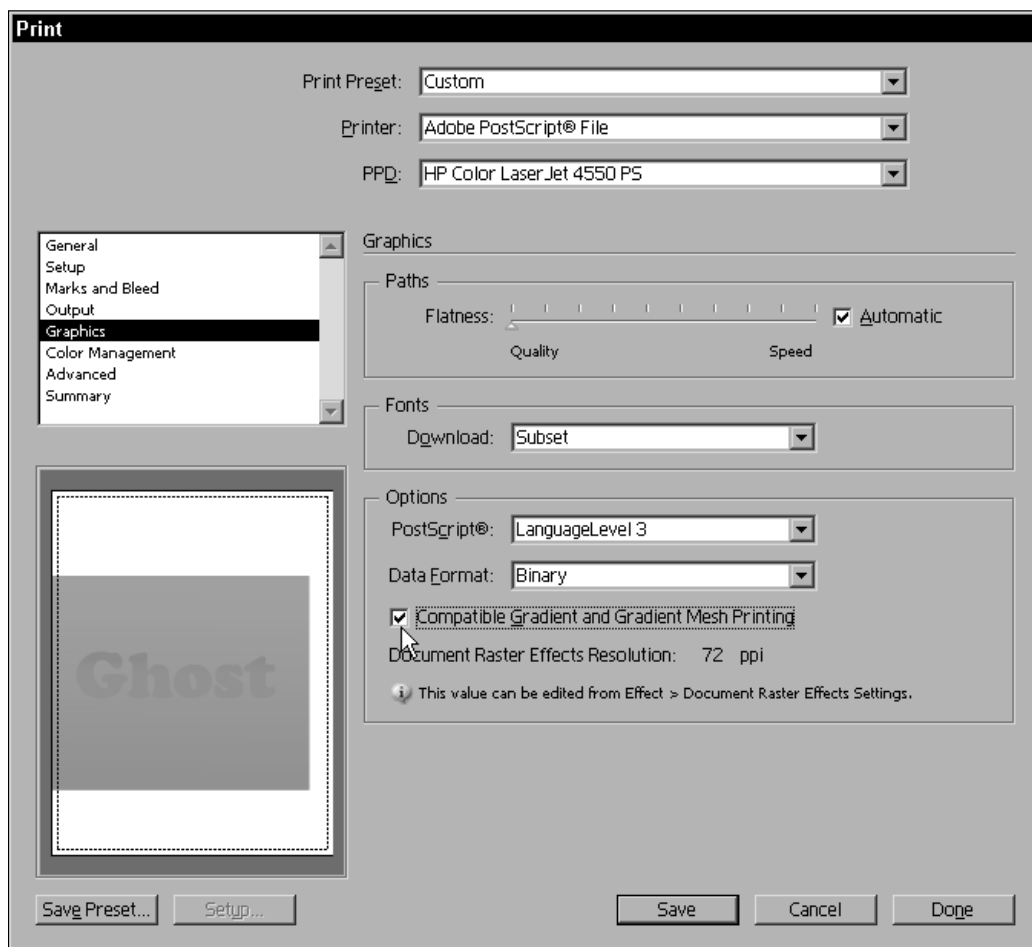 Print
Print Preset: Custom
Printer: Adobe PostScript® File
PPD: HP Color LaserJet 4550 PS
General
Setup
Marks and Bleed
Output
Graphics
Color Management
Advanced
Summary
Graphics
Paths
Flatness: Automatic
Quality Speed
Fonts
Download: Subset
Options
PostScript®: LanguageLevel 3
Data Format: Binary
Compatible Gradient and Gradient Mesh Printing
Document Raster Effects Resolution: 72 ppi
This value can be edited from Effect > Document Raster Effects Settings.
Ghost
Save Preset... Setup... Save Cancel Done